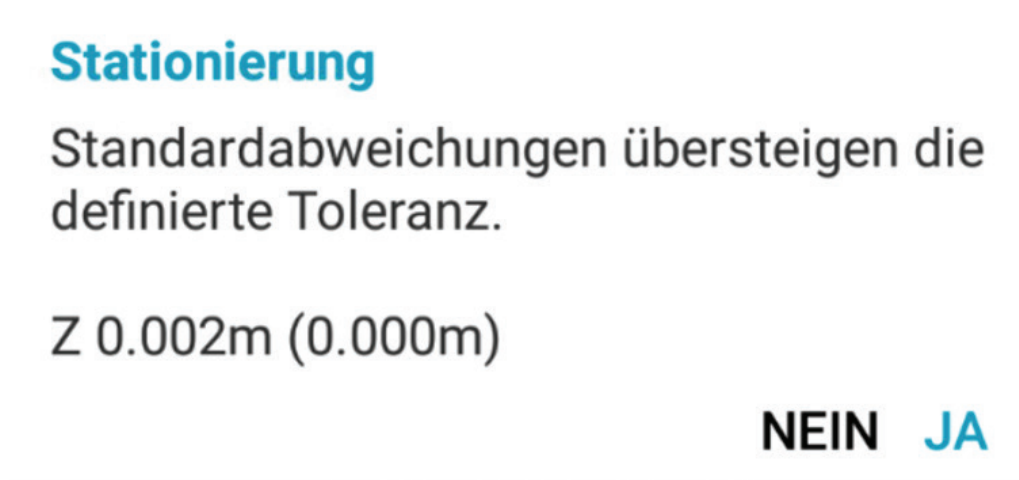 Stationierung
Standardabweichungen übersteigen die
definierte Toleranz.
Z 0.002m (0.000m)
NEIN JA